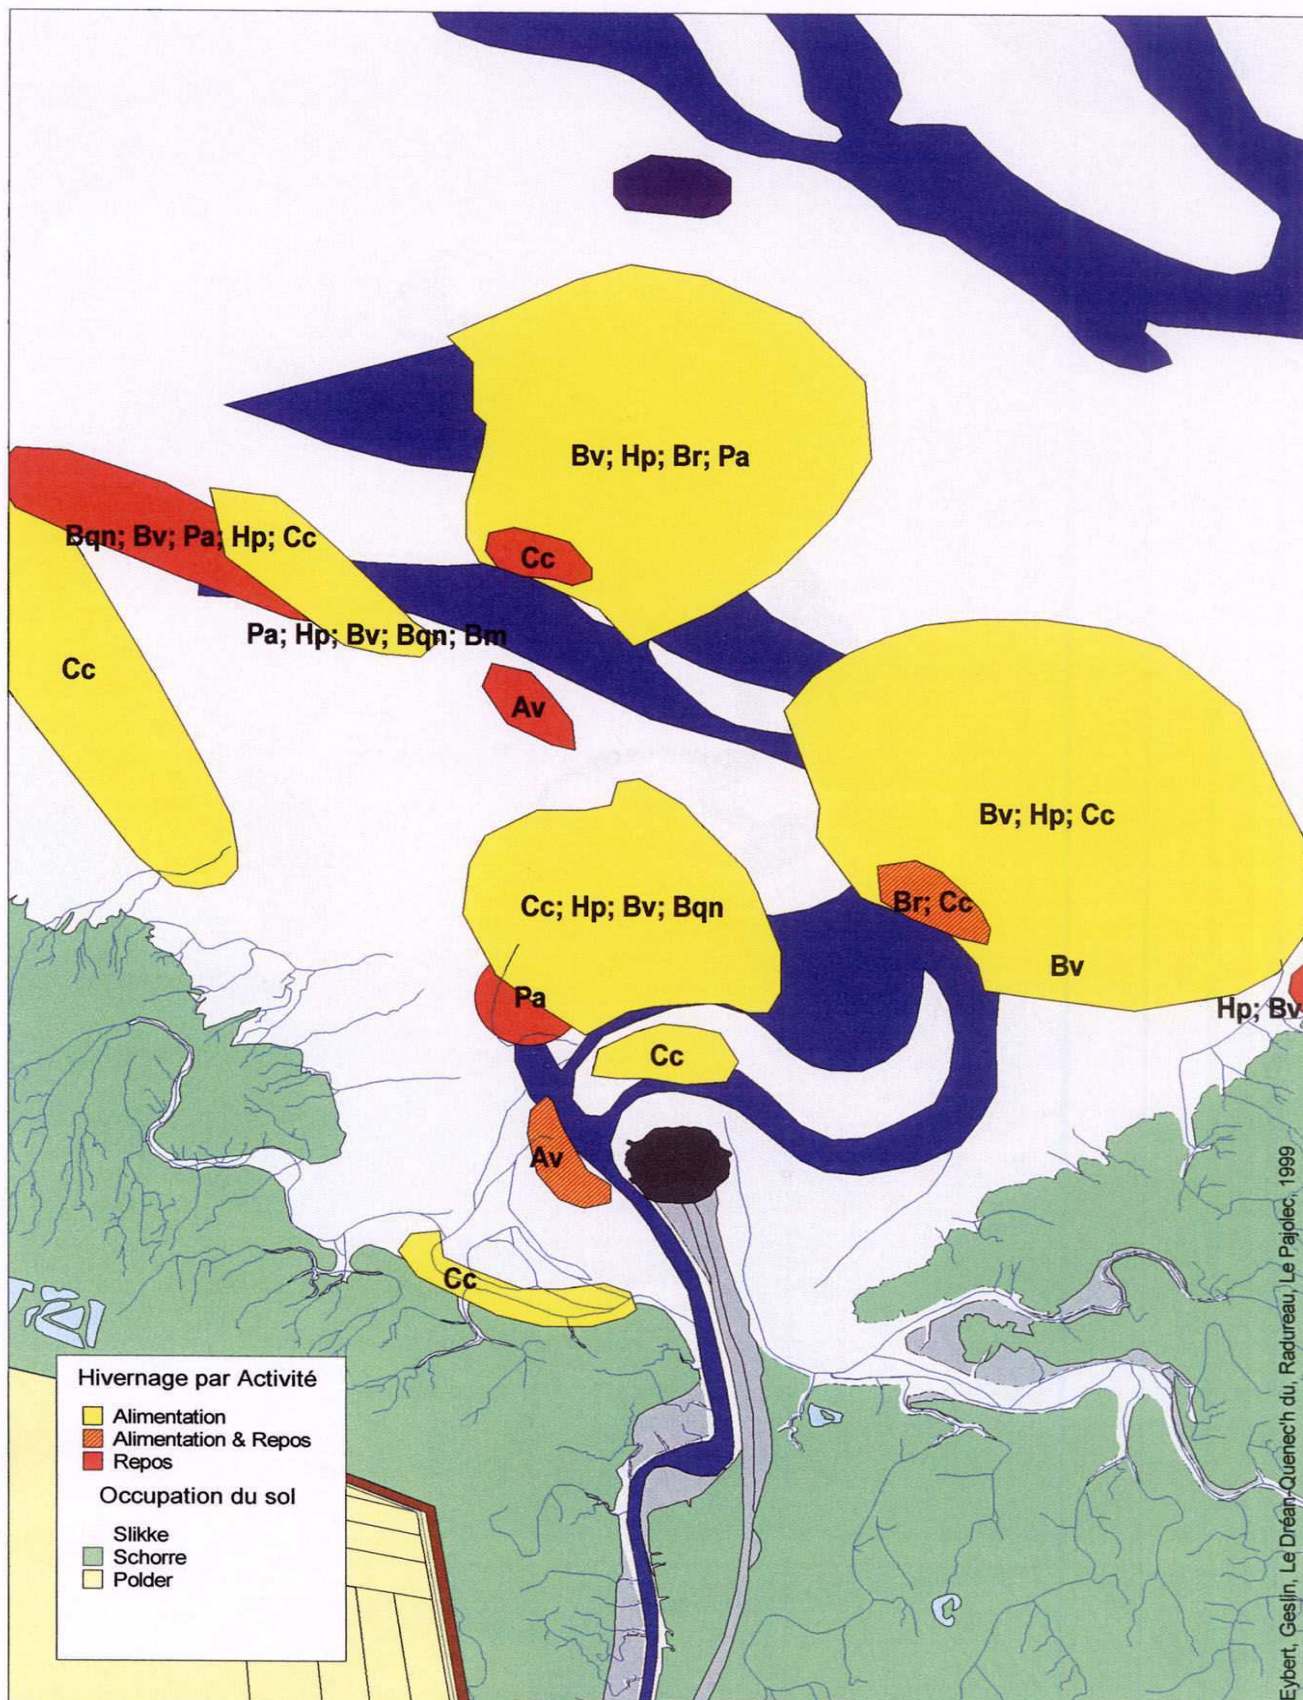 Bv; Hp; Br; Pa
Bqn; Bv; Pa; Hp; Cc
Cc
Pa; Hp; Bv; Bqn; Bm
Cc
Av
Bv; Hp; Cc
Cc; Hp; Bv; Bqn
Br; Cc
Bv
Pa
Hp; Bv
Cc
Av
Cc
Hivernage par Activité
Alimentation
Alimentation & Repos
Repos
Occupation du sol
Slikke
Schorre
Polder
Eybert, Geslin, Le Dréan-Quenec'h du, Radureau, Le Pajolec, 1999